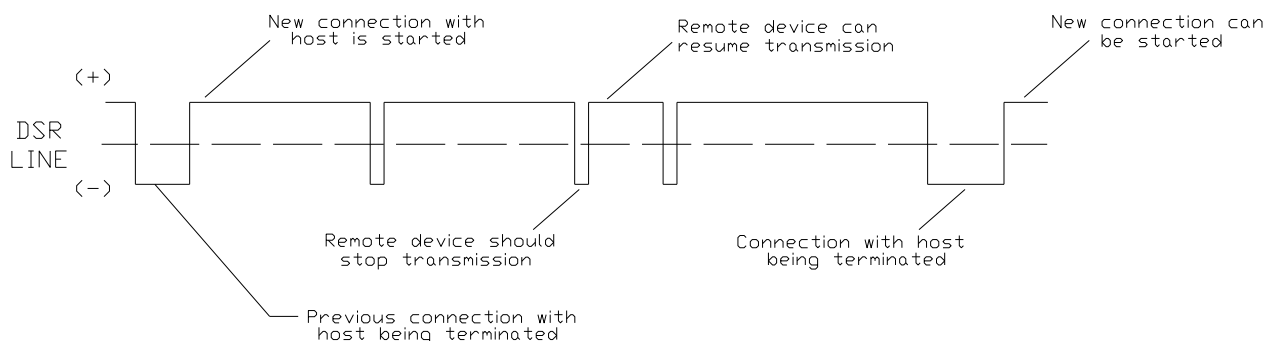 New connection with
host is started
Remote device can
resume transmission
New connection can
be started
(+)
DSR
LINE
(-)
Remote device should
stop transmission
Connection with host
being terminated
Previous connection with
host being terminated